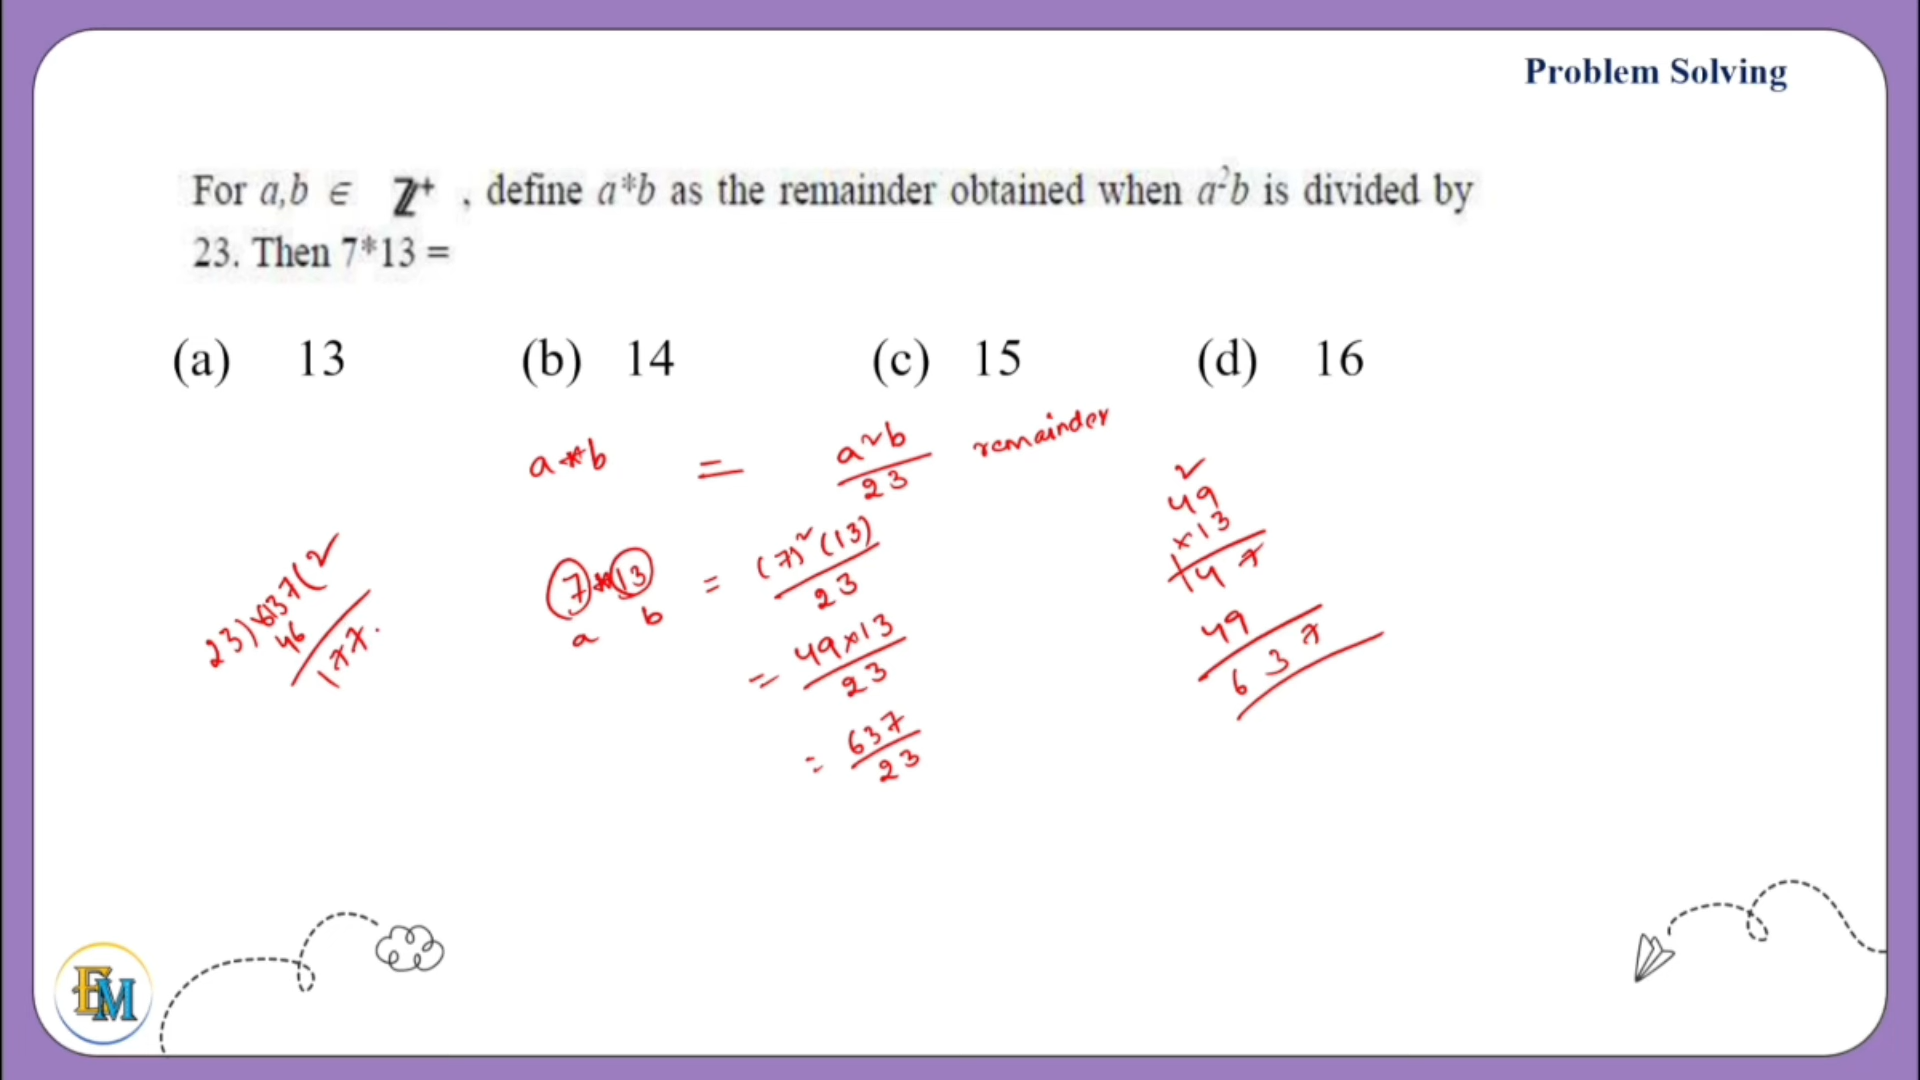 Problem Solving
For a,b ∈ ℤ⁺ , define a*b as the remainder obtained when a²b is divided by
23. Then 7*13 =
(a) 13 (b) 14 (c) 15 (d) 16
a*b = a²b/23 remainder
7*13 = (7)²(13)/23
a b
= 49×13/23
= 637/23
23)637(2
46
177.
2
49
×13
147
49
637
EM